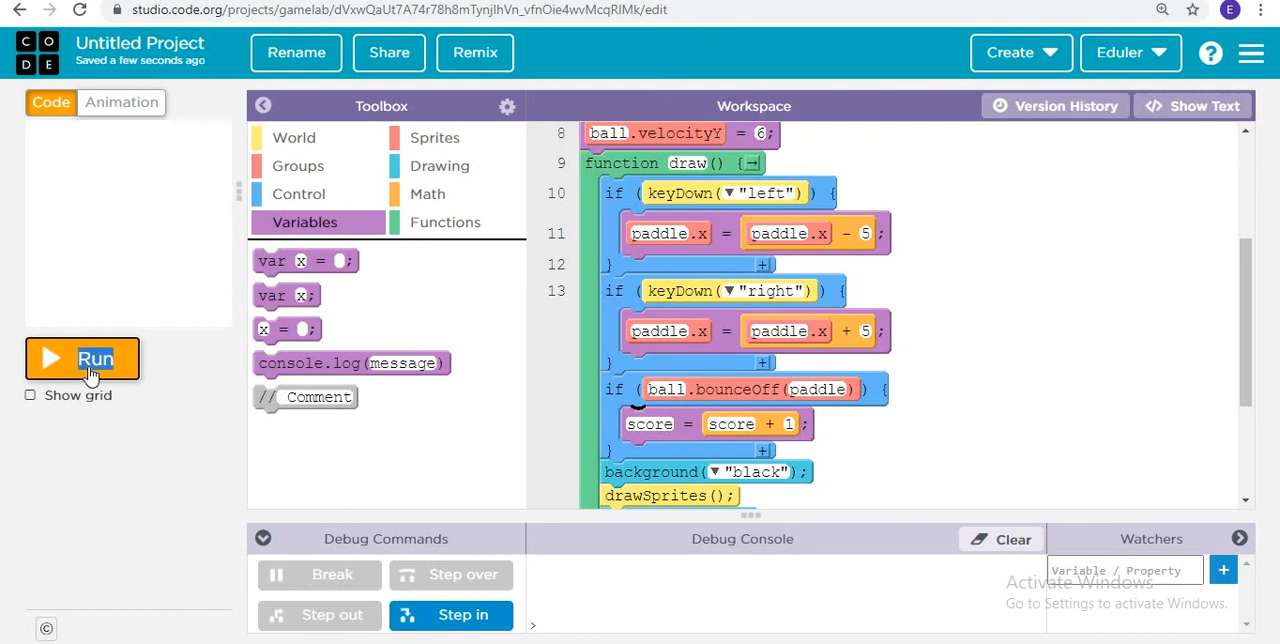 studio.code.org/projects/gamelab/dVxwQaUt7A74r78h8mTynjIhVn_vfnOie4wvMcqRlMk/edit
E
C O
D E
Untitled Project
Saved a few seconds ago
Rename
Share
Remix
Create
Eduler
?
Code
Animation
Toolbox
Workspace
Version History
</> Show Text
World
Sprites
Groups
Drawing
Control
Math
Variables
Functions
var x = ;
var x;
x = ;
console.log(message)
// Comment
Run
Show grid
8 ball.velocityY = 6;
9 function draw() {
10 if (keyDown("left")) {
11 paddle.x = paddle.x - 5;
12 }
13 if (keyDown("right")) {
paddle.x = paddle.x + 5;
}
if (ball.bounceOff(paddle)) {
score = score + 1;
}
background("black");
drawSprites();
Debug Commands
Debug Console
Clear
Watchers
Break
Step over
Step out
Step in
Variable / Property
+
>
Activate Windows
Go to Settings to activate Windows.
©